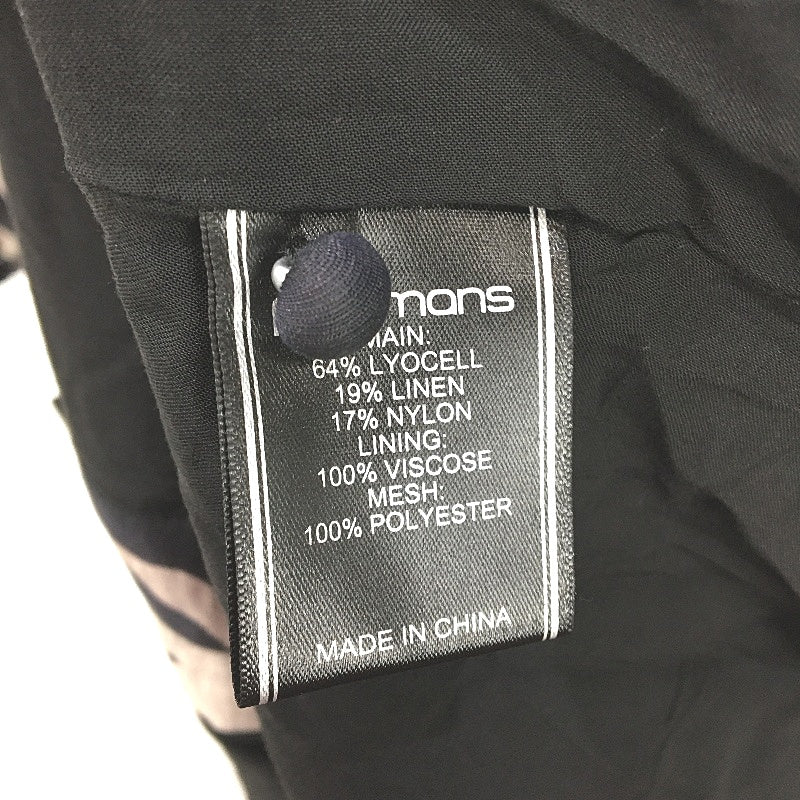 MAIN:
64% LYOCELL
19% LINEN
17% NYLON
LINING:
100% VISCOSE
MESH:
100% POLYESTER
MADE IN CHINA